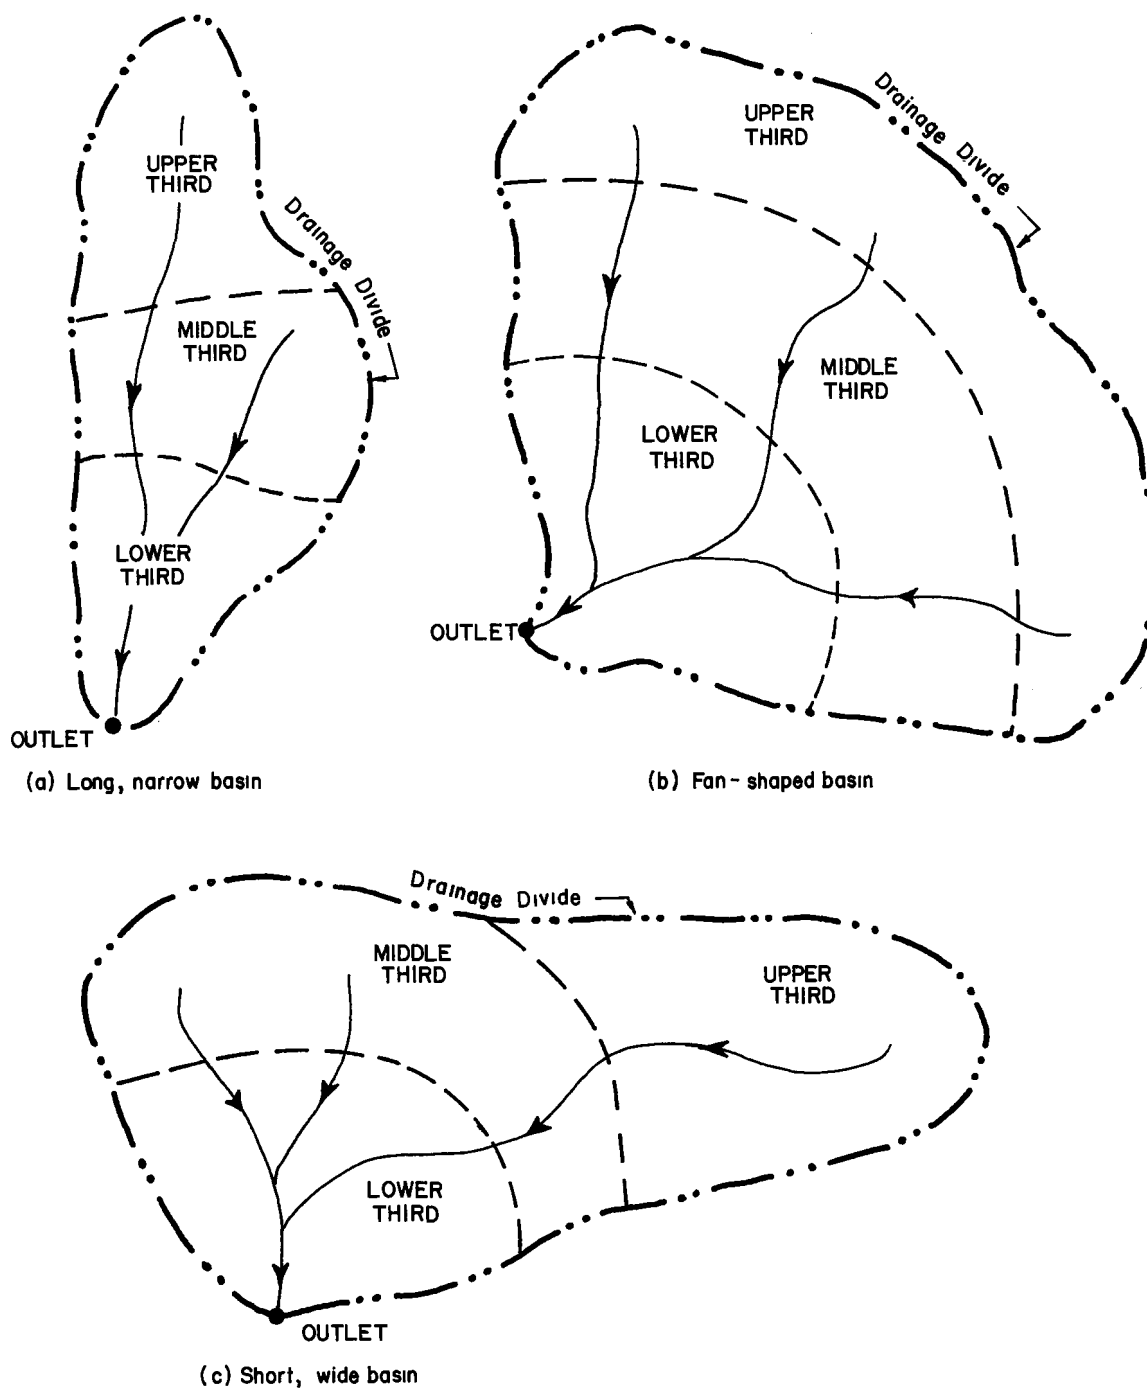 UPPER
THIRD
Drainage Divide
MIDDLE
THIRD
LOWER
THIRD
OUTLET
(a) Long, narrow basin
UPPER
THIRD
Drainage Divide
MIDDLE
THIRD
LOWER
THIRD
OUTLET
(b) Fan-shaped basin
Drainage Divide
MIDDLE
THIRD
UPPER
THIRD
LOWER
THIRD
OUTLET
(c) Short, wide basin